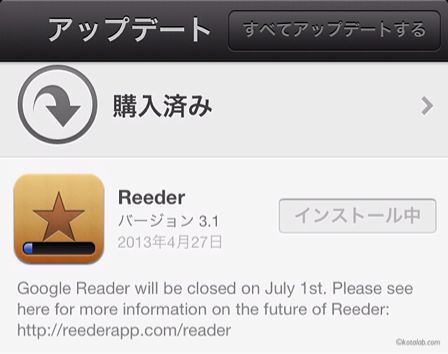 アップデート
すべてアップデートする
購入済み
Reeder
バージョン 3.1
インストール中
2013年4月27日
Google Reader will be closed on July 1st. Please see
here for more information on the future of Reeder:
http://reederapp.com/reader
©kotalab.com